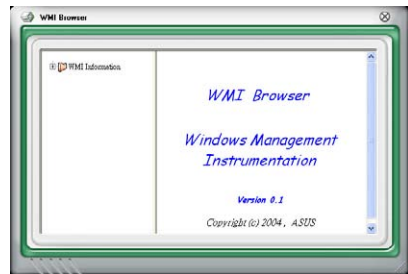 WMI Browser
WMI Information
WMI Browser
Windows Management
Instrumentation
Version 0.1
Copyright (c) 2004, ASUS